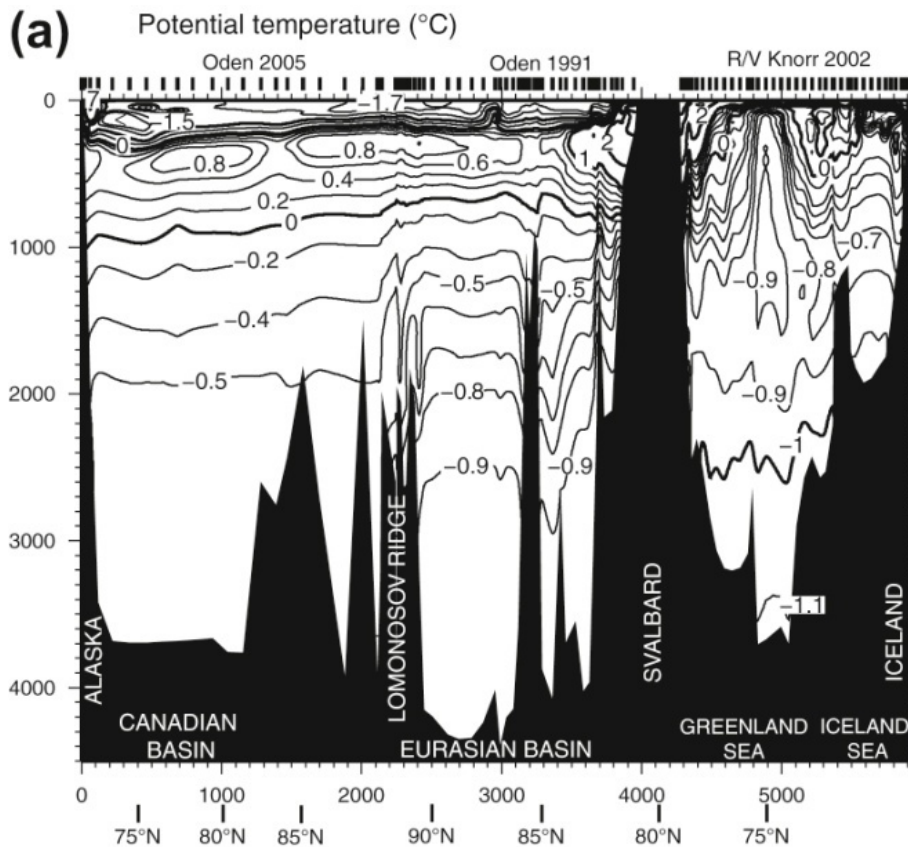 (a) Potential temperature (°C)
Oden 2005 Oden 1991 R/V Knorr 2002
0
1000
2000
3000
4000
-1.7
-1.5
0
0.8
0.8
0.6
0.4
0.2
0
-0.2
-0.4
-0.5
-0.5
-0.8
-0.9
1
2
-0.5
-0.9
2
0
-0.7
-0.8
-0.9
-0.9
-1
-1.1
ALASKA
CANADIAN
BASIN
LOMONOSOV RIDGE
EURASIAN BASIN
SVALBARD
GREENLAND
SEA
ICELAND
SEA
ICELAND
0 1000 2000 3000 4000 5000
75°N 80°N 85°N 90°N 85°N 80°N 75°N